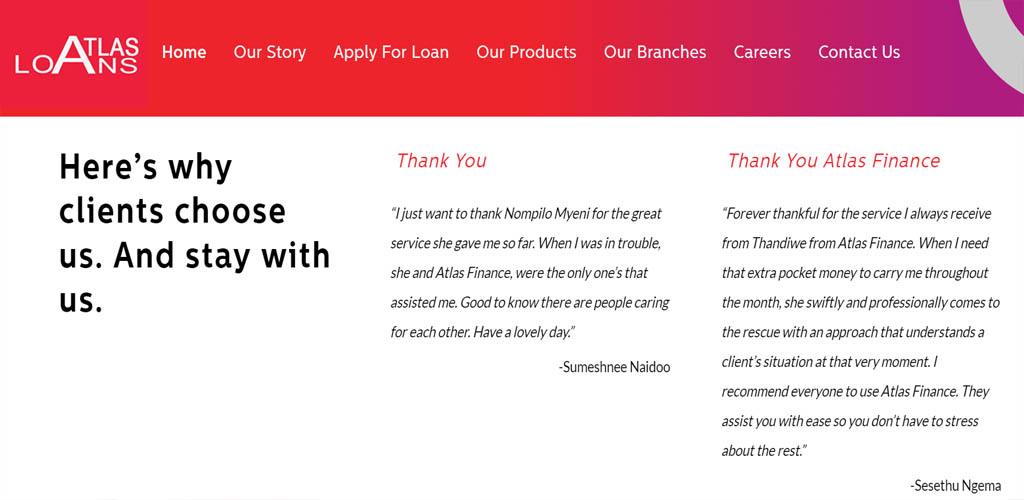 ATLAS
LOANS
Home Our Story Apply For Loan Our Products Our Branches Careers Contact Us
Here’s why
clients choose
us. And stay with
us.
Thank You
“I just want to thank Nompilo Myeni for the great
service she gave me so far. When I was in trouble,
she and Atlas Finance, were the only one’s that
assisted me. Good to know there are people caring
for each other. Have a lovely day.”
-Sumeshnee Naidoo
Thank You Atlas Finance
“Forever thankful for the service I always receive
from Thandiwe from Atlas Finance. When I need
that extra pocket money to carry me throughout
the month, she swiftly and professionally comes to
the rescue with an approach that understands a
client’s situation at that very moment. I
recommend everyone to use Atlas Finance. They
assist you with ease so you don’t have to stress
about the rest.”
-Sesethu Ngema